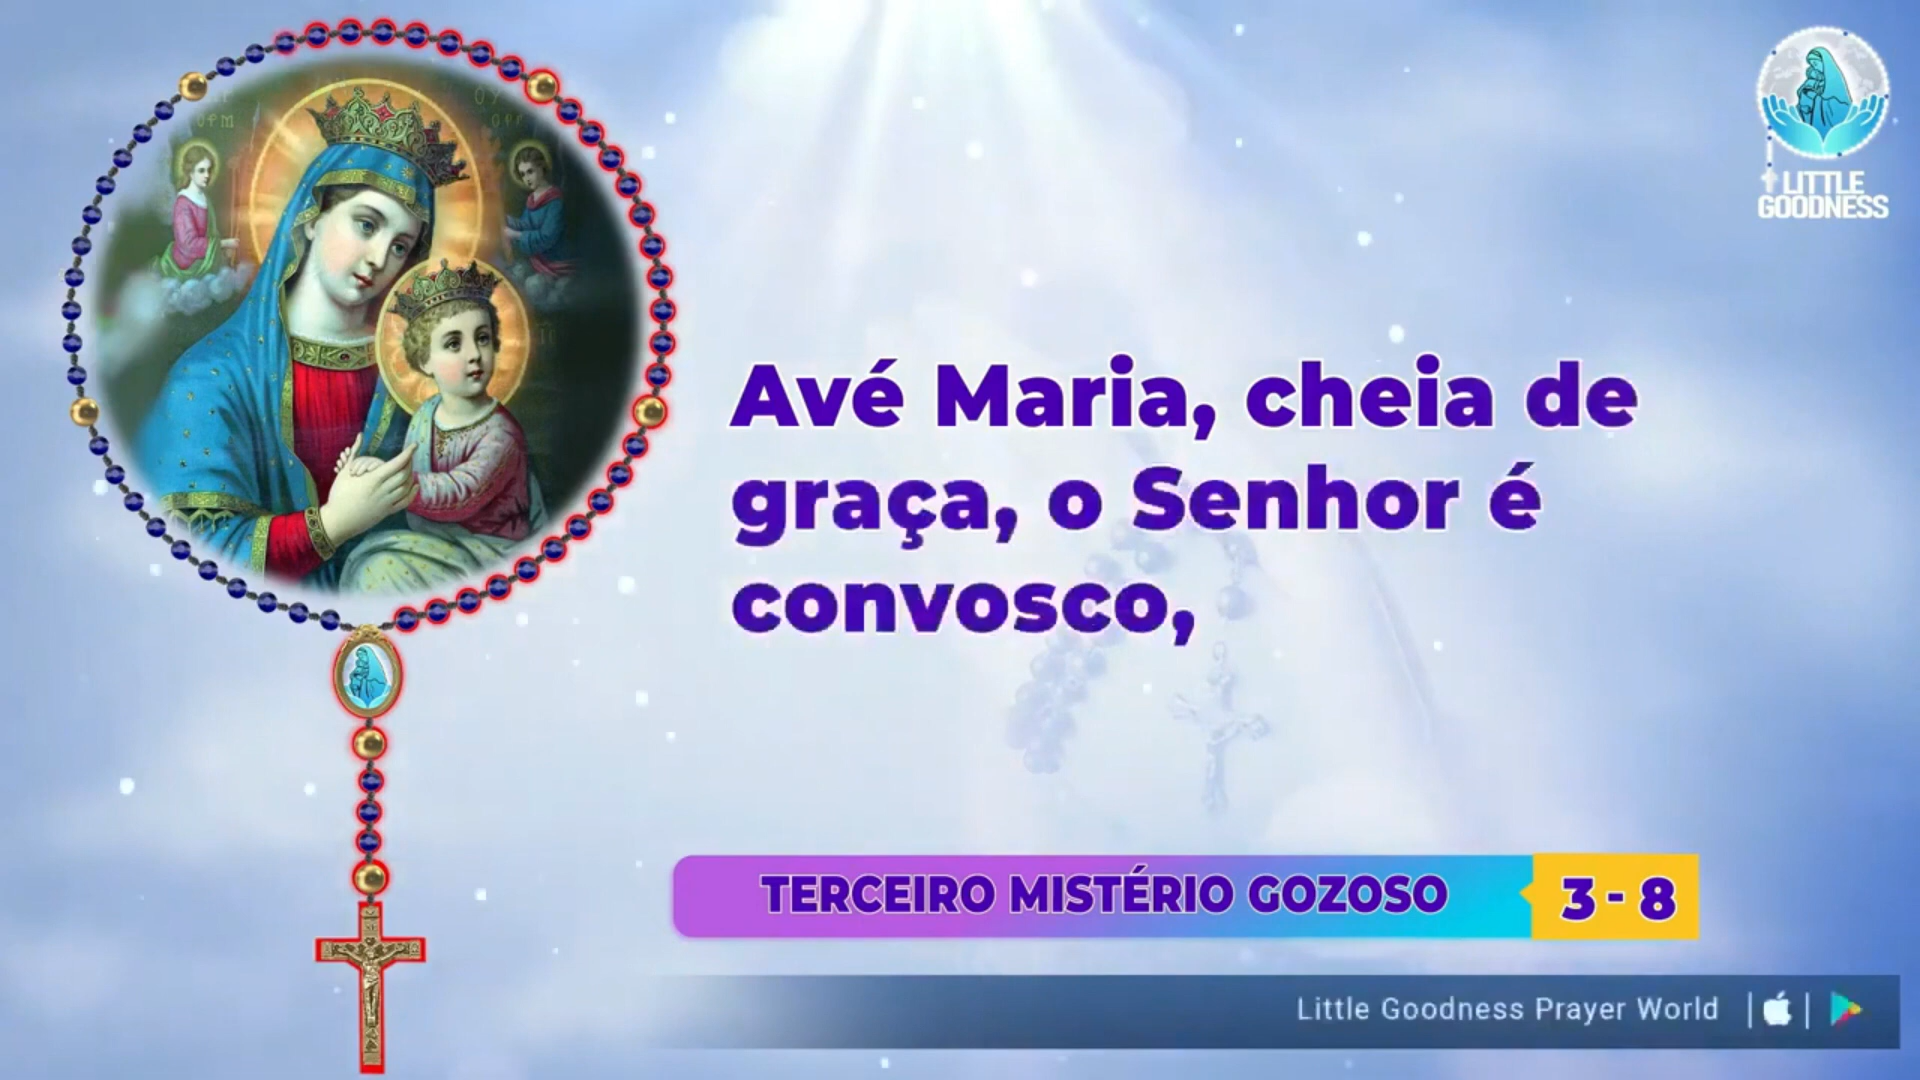 LITTLE
GOODNESS
Avé Maria, cheia de
graça, o Senhor é
convosco,
TERCEIRO MISTÉRIO GOZOSO
3 - 8
Little Goodness Prayer World